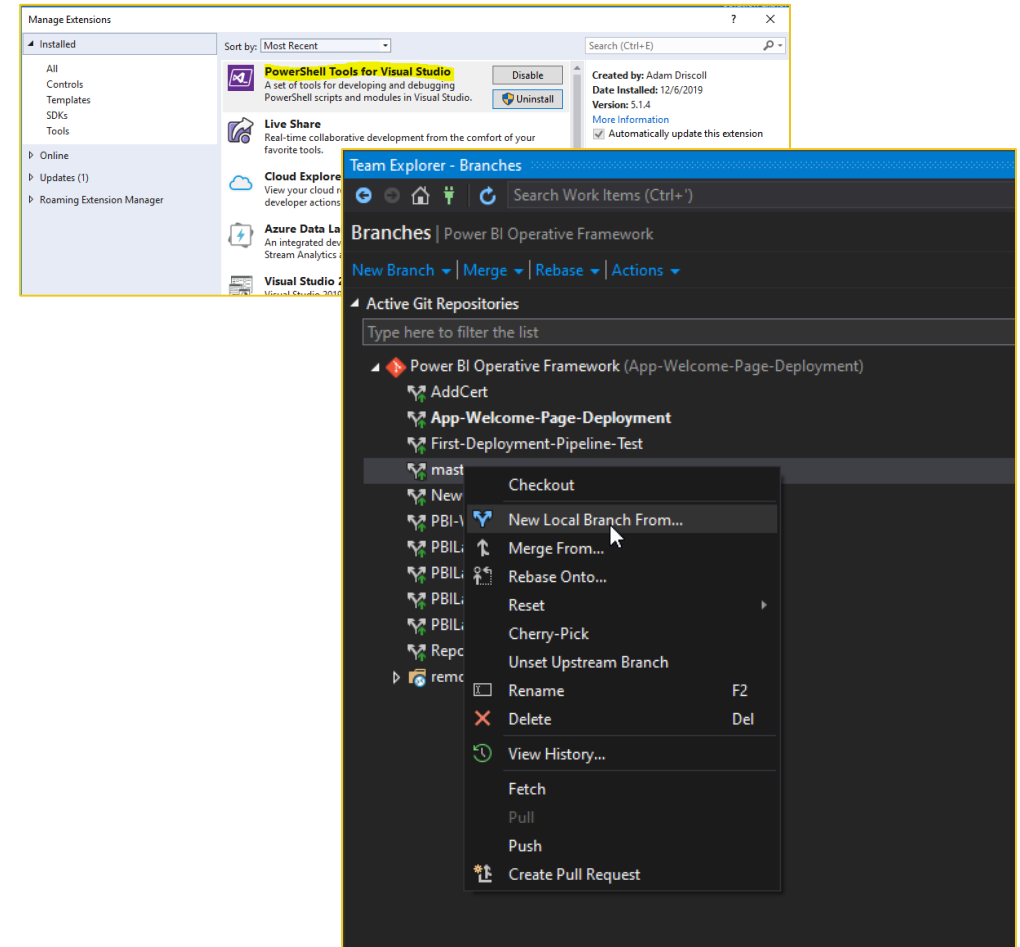 Manage Extensions
? ×
Installed
Sort by: Most Recent
Search (Ctrl+E)
All
Controls
Templates
SDKs
Tools
Online
Updates (1)
Roaming Extension Manager
PowerShell Tools for Visual Studio
A set of tools for developing and debugging
PowerShell scripts and modules in Visual Studio.
Disable
Uninstall
Live Share
Real-time collaborative development from the comfort of your
favorite tools.
Cloud Explore
View your cloud r
developer actions
Azure Data La
An integrated dev
Stream Analytics
Visual Studio
Created by: Adam Driscoll
Date Installed: 12/6/2019
Version: 5.1.4
More Information
Automatically update this extension
Team Explorer - Branches
Search Work Items (Ctrl+')
Branches | Power BI Operative Framework
New Branch | Merge | Rebase | Actions
Active Git Repositories
Type here to filter the list
Power BI Operative Framework (App-Welcome-Page-Deployment)
AddCert
App-Welcome-Page-Deployment
First-Deployment-Pipeline-Test
mast
New
PBI-
PBIL
PBIL
PBIL
PBIL
Repo
remo
Checkout
New Local Branch From...
Merge From...
Rebase Onto...
Reset
Cherry-Pick
Unset Upstream Branch
Rename F2
Delete Del
View History...
Fetch
Pull
Push
Create Pull Request